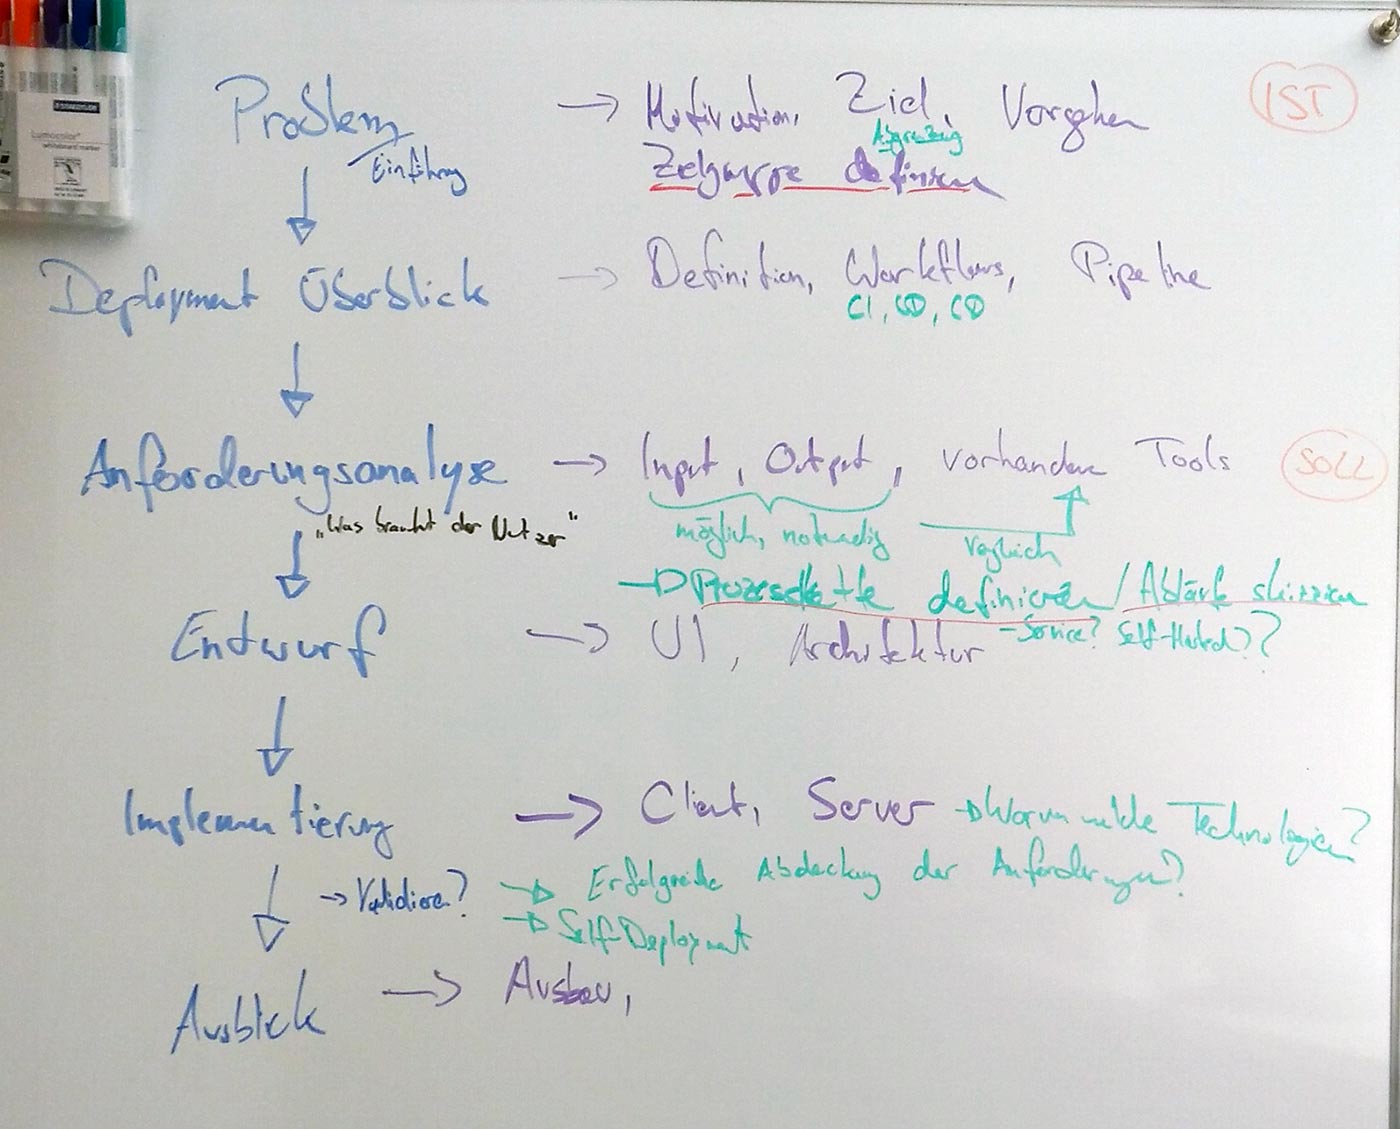 STAEDTLER
Lumocolor
whiteboard marker
Problem → Motivation, Ziel, Vorgehen IST
Einführung Abgrenzung
Zielgruppe definieren
Deployment Überblick → Definition, Workflows, Pipeline
CI, CD, CD
Anforderungsanalyse → Input, Output, vorhandene Tools SOLL
„Was braucht der Nutzer“ möglich, notwendig Vergleich
→ Prozesskette definieren / Abläufe skizzieren
Entwurf → UI, Architektur - Service? Self-Hosted??
Implementierung → Client, Server → Warum welche Technologien?
→ Validieren? → Erfolgreiche Abdeckung der Anforderungen?
→ Self-Deployment
Ausblick → Ausbau,